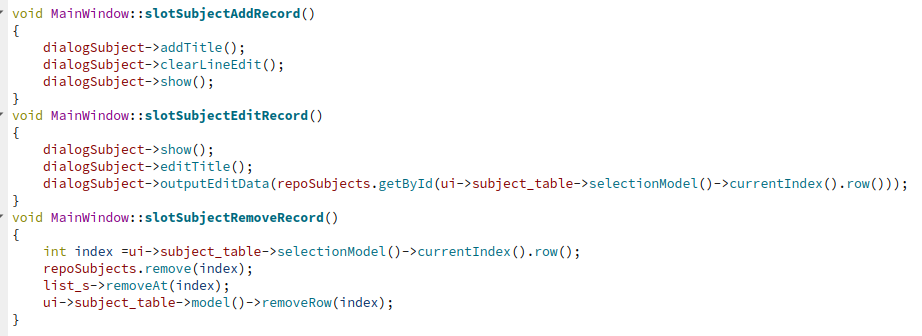 void MainWindow::slotSubjectAddRecord()
{
    dialogSubject->addTitle();
    dialogSubject->clearLineEdit();
    dialogSubject->show();
}
void MainWindow::slotSubjectEditRecord()
{
    dialogSubject->show();
    dialogSubject->editTitle();
    dialogSubject->outputEditData(repoSubjects.getById(ui->subject_table->selectionModel()->currentIndex().row()));
}
void MainWindow::slotSubjectRemoveRecord()
{
    int index =ui->subject_table->selectionModel()->currentIndex().row();
    repoSubjects.remove(index);
    list_s->removeAt(index);
    ui->subject_table->model()->removeRow(index);
}